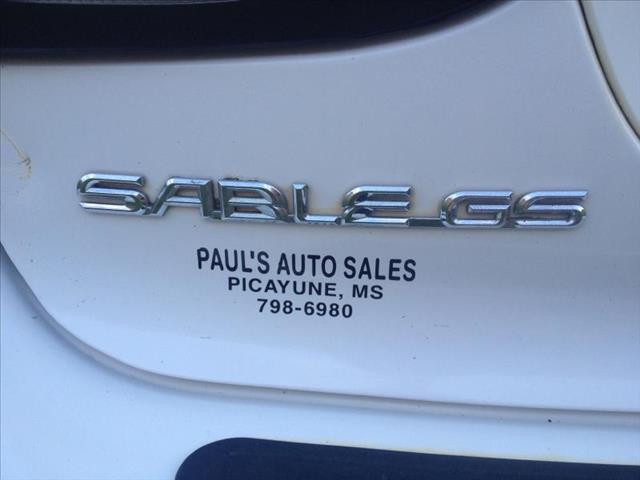 SABLE GS
PAUL'S AUTO SALES
PICAYUNE, MS
798-6980